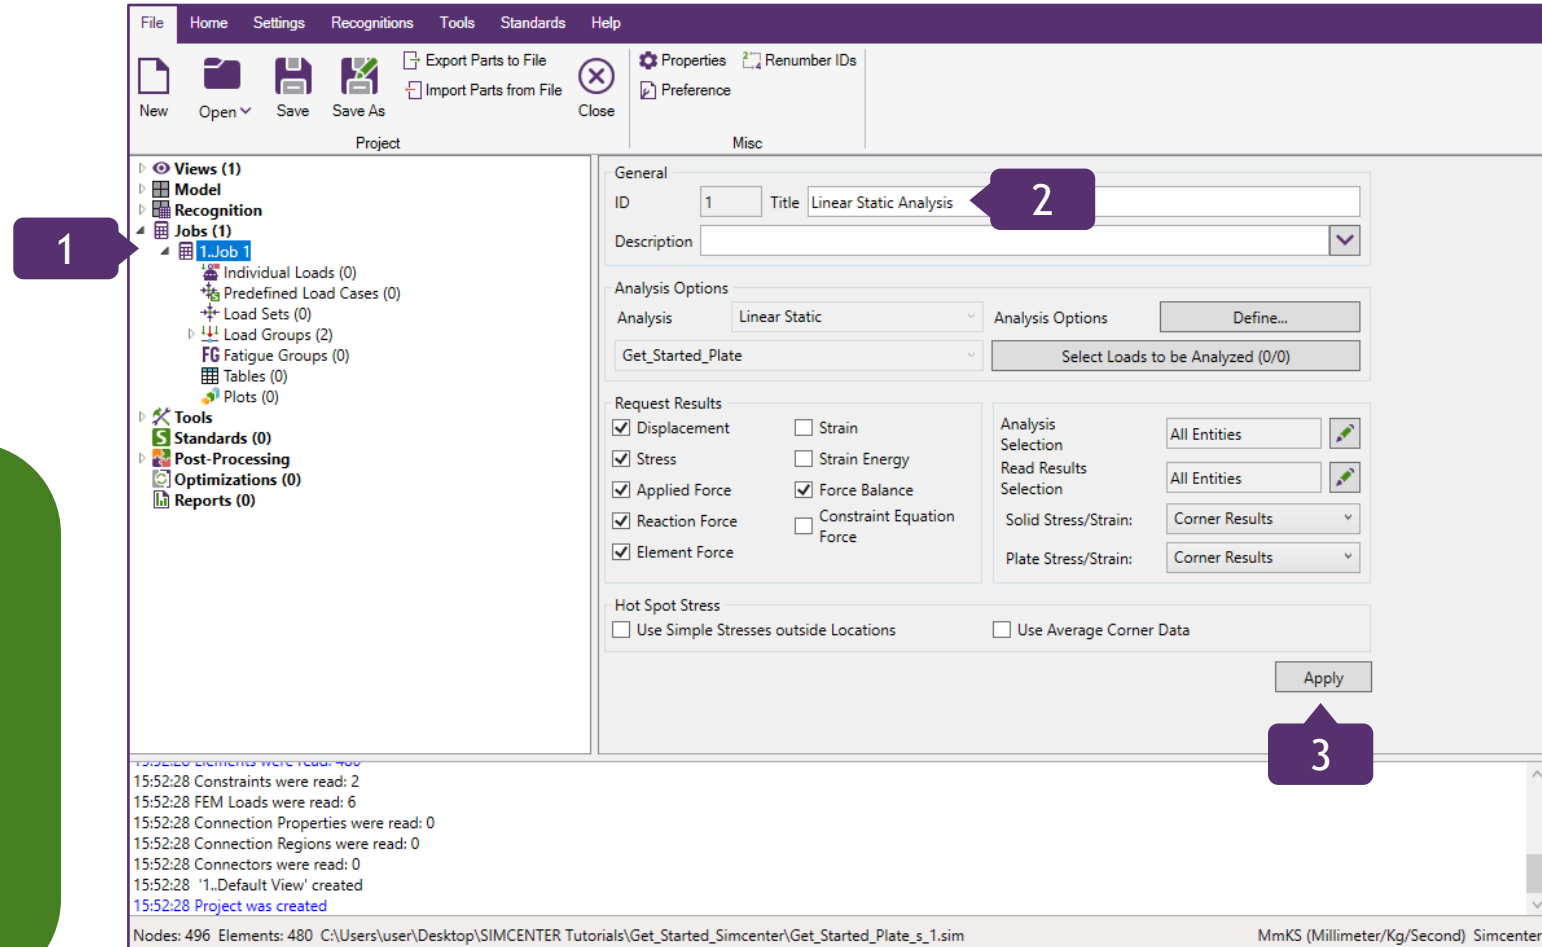 File Home Settings Recognitions Tools Standards Help
New Open Save Save As Export Parts to File Import Parts from File Close
Project
Properties Renumber IDs
Preference
Misc
Views (1)
Model
Recognition
Jobs (1)
1..Job 1
Individual Loads (0)
Predefined Load Cases (0)
Load Sets (0)
Load Groups (2)
FG Fatigue Groups (0)
Tables (0)
Plots (0)
Tools
S Standards (0)
Post-Processing
Optimizations (0)
Reports (0)
1
General
ID 1 Title Linear Static Analysis
2
Description
Analysis Options
Analysis Linear Static Analysis Options Define...
Get_Started_Plate Select Loads to be Analyzed (0/0)
Request Results
Displacement Strain
Stress Strain Energy
Applied Force Force Balance
Reaction Force Constraint Equation Force
Element Force
Analysis Selection All Entities
Read Results Selection All Entities
Solid Stress/Strain: Corner Results
Plate Stress/Strain: Corner Results
Hot Spot Stress
Use Simple Stresses outside Locations Use Average Corner Data
Apply
3
15:52:28 Elements were read: 480
15:52:28 Constraints were read: 2
15:52:28 FEM Loads were read: 6
15:52:28 Connection Properties were read: 0
15:52:28 Connection Regions were read: 0
15:52:28 Connectors were read: 0
15:52:28 '1..Default View' created
15:52:28 Project was created
Nodes: 496 Elements: 480 C:\Users\user\Desktop\SIMCENTER Tutorials\Get_Started_Simcenter\Get_Started_Plate_s_1.sim MmKS (Millimeter/Kg/Second) Simcenter